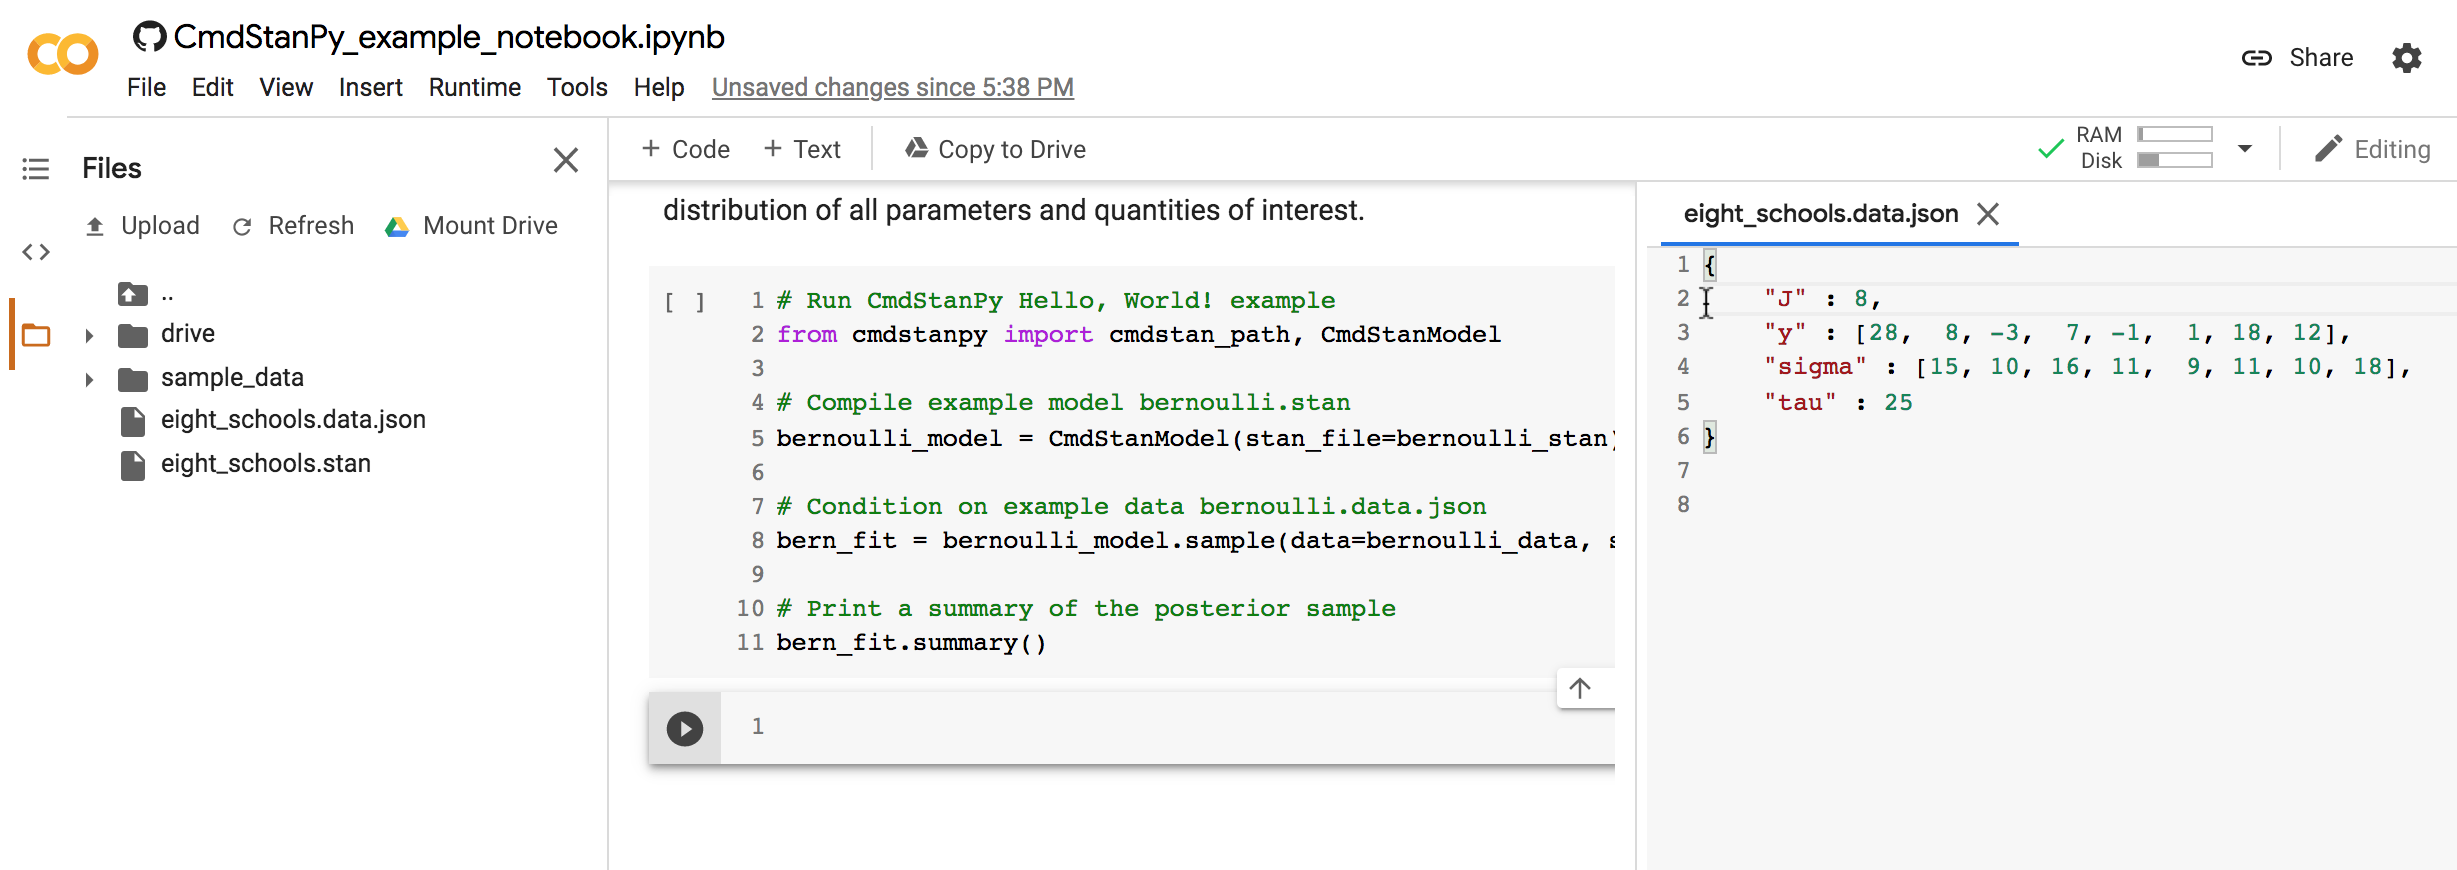 CmdStanPy_example_notebook.ipynb
File Edit View Insert Runtime Tools Help Unsaved changes since 5:38 PM
Share
Files
Upload Refresh Mount Drive
..
drive
sample_data
eight_schools.data.json
eight_schools.stan
+ Code + Text Copy to Drive
RAM
Disk
Editing
distribution of all parameters and quantities of interest.
[ ]
1 # Run CmdStanPy Hello, World! example
2 from cmdstanpy import cmdstan_path, CmdStanModel
3
4 # Compile example model bernoulli.stan
5 bernoulli_model = CmdStanModel(stan_file=bernoulli_stan)
6
7 # Condition on example data bernoulli.data.json
8 bern_fit = bernoulli_model.sample(data=bernoulli_data, s
9
10 # Print a summary of the posterior sample
11 bern_fit.summary()
1
eight_schools.data.json
1 {
2 "J" : 8,
3 "y" : [28, 8, -3, 7, -1, 1, 18, 12],
4 "sigma" : [15, 10, 16, 11, 9, 11, 10, 18],
5 "tau" : 25
6 }
7
8